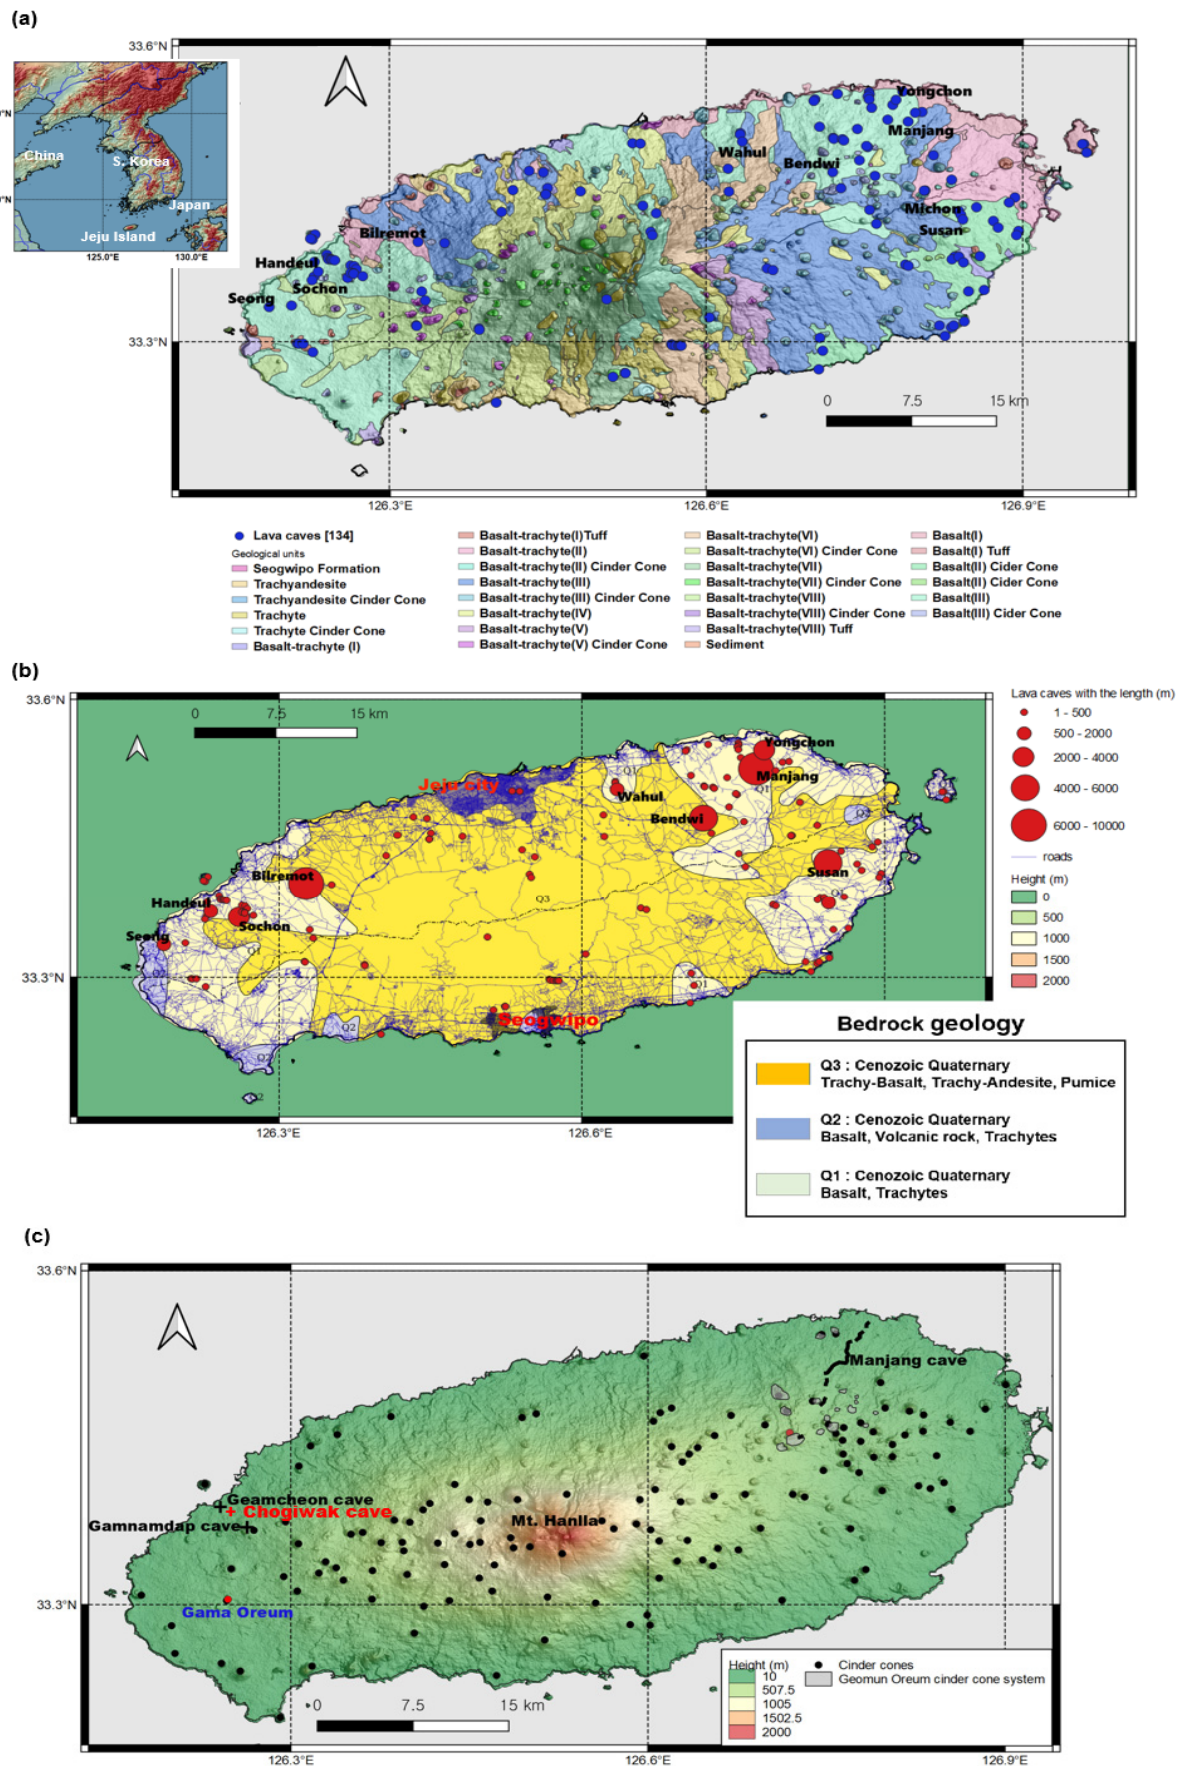 (a)
33.6°N
Yongchon
Manjang
Wahul
Bendwi
China
S. Korea
Japan
Jeju Island
125.0°E
130.0°E
Michon
Susan
Bilremot
Handeul
Sochon
Seong
33.3°N
0 7.5 15 km
126.3°E 126.6°E 126.9°E
Lava caves [134]
Geological units
Seogwipo Formation
Trachyandesite
Trachyandesite Cinder Cone
Trachyte
Trachyte Cinder Cone
Basalt-trachyte (I)
Basalt-trachyte(I)Tuff
Basalt-trachyte(II)
Basalt-trachyte(II) Cinder Cone
Basalt-trachyte(III)
Basalt-trachyte(III) Cinder Cone
Basalt-trachyte(IV)
Basalt-trachyte(V)
Basalt-trachyte(V) Cinder Cone
Basalt-trachyte(VI)
Basalt-trachyte(VI) Cinder Cone
Basalt-trachyte(VII)
Basalt-trachyte(VII) Cinder Cone
Basalt-trachyte(VIII)
Basalt-trachyte(VIII) Cinder Cone
Basalt-trachyte(VIII) Tuff
Sediment
Basalt(I)
Basalt(I) Tuff
Basalt(II) Cider Cone
Basalt(II) Cider Cone
Basalt(III)
Basalt(III) Cider Cone
(b)
33.6°N
0 7.5 15 km
Yongchon
Manjang
Q1
Q1
Jeju city
Wahul
Bendwi
Q2
Bilremot
Susan
Q1
Q3
Handeul
Sochon
Seong
Q1
33.3°N
Q1
Q2
Seogwipo
Q2
Q2
126.3°E 126.6°E
Lava caves with the length (m)
1 - 500
500 - 2000
2000 - 4000
4000 - 6000
6000 - 10000
roads
Height (m)
0
500
1000
1500
2000
Bedrock geology
Q3 : Cenozoic Quaternary
Trachy-Basalt, Trachy-Andesite, Pumice
Q2 : Cenozoic Quaternary
Basalt, Volcanic rock, Trachytes
Q1 : Cenozoic Quaternary
Basalt, Trachytes
(c)
33.6°N
Manjang cave
Geamcheon cave
+ Chogiwak cave
Gamnamdap cave
Mt. Hanlla
33.3°N
Gama Oreum
0 7.5 15 km
Height (m)
10
507.5
1005
1502.5
2000
Cinder cones
Geomun Oreum cinder cone system
126.3°E 126.6°E 126.9°E